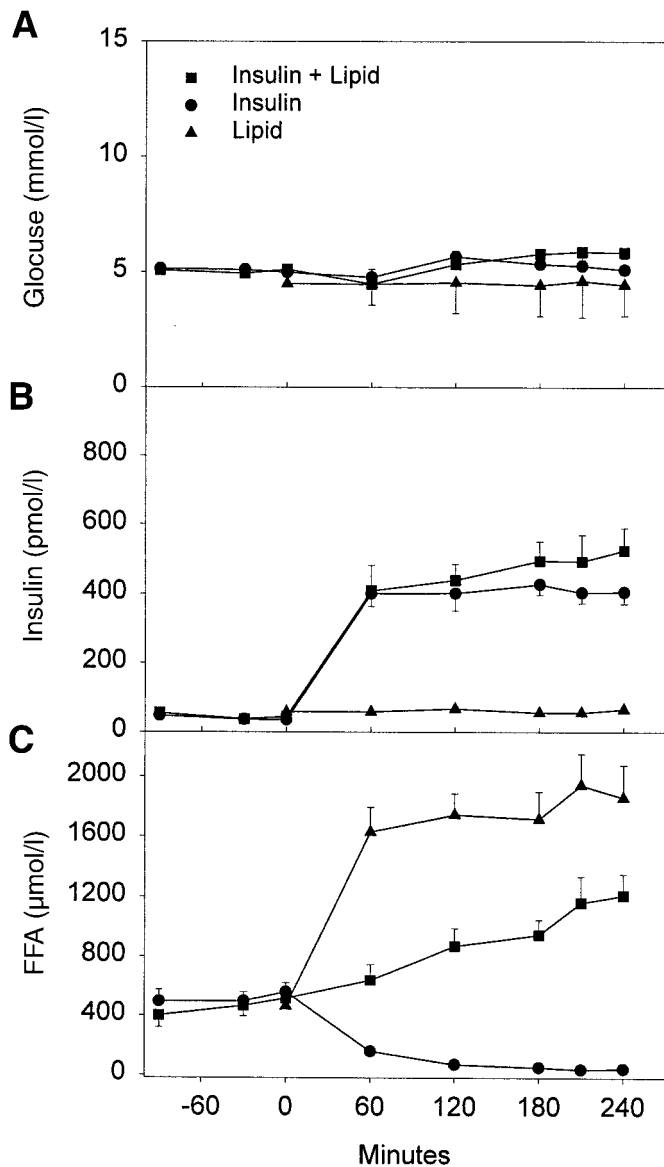 A
15
Insulin + Lipid
Insulin
Lipid
10
Glocuse (mmol/l)
5
0
B
800
600
Insulin (pmol/l)
400
200
0
C
2000
1600
FFA (µmol/l)
1200
800
400
0
-60 0 60 120 180 240
Minutes